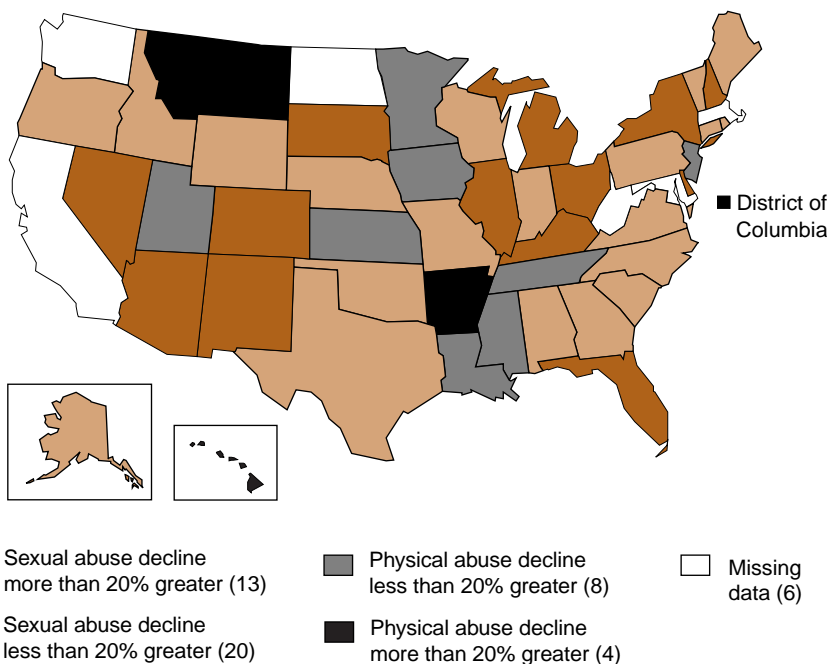 District of
Columbia
Sexual abuse decline
more than 20% greater (13)
Physical abuse decline
less than 20% greater (8)
Missing
data (6)
Sexual abuse decline
less than 20% greater (20)
Physical abuse decline
more than 20% greater (4)